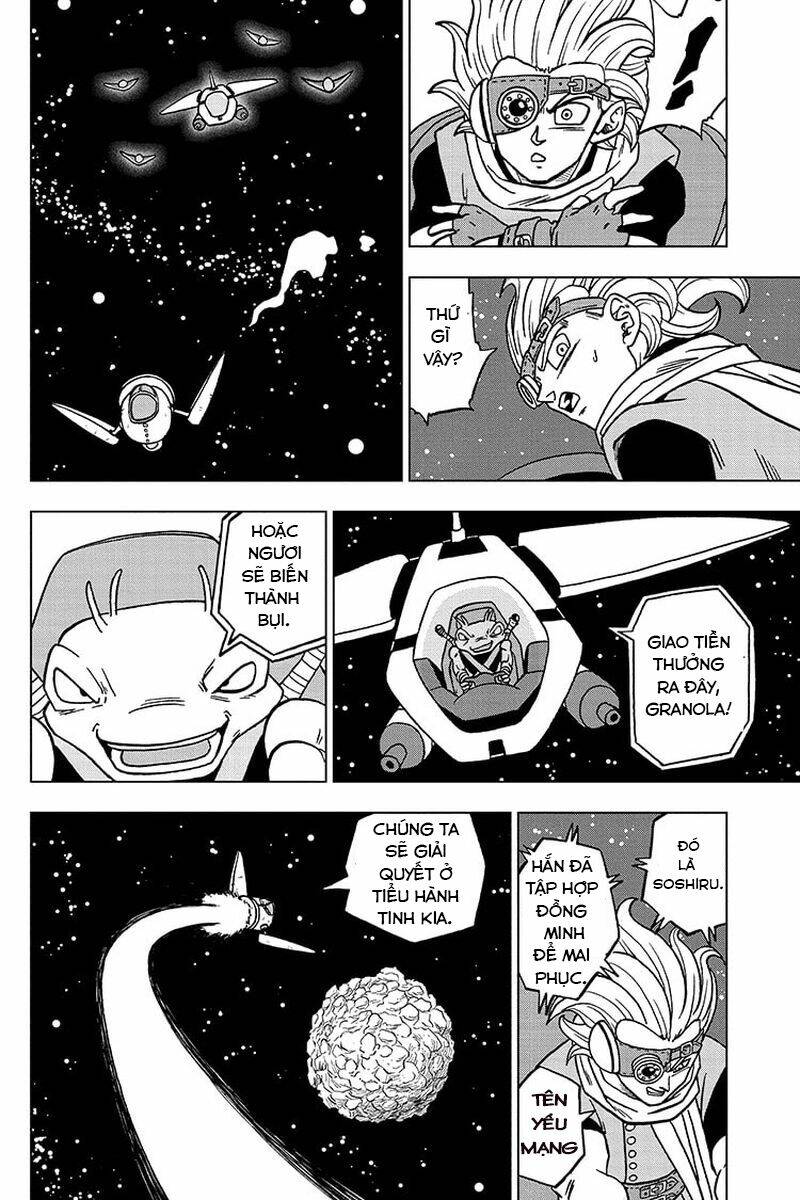 THỨ
GÌ
VẬY?
GIAO TIỀN
THƯỞNG
RA ĐÂY,
GRANOLA!
HOẶC
NGƯƠI
SẼ BIẾN
THÀNH
BỤI.
ĐÓ
LÀ
SOSHIRU.
HẮN ĐÃ
TẬP HỢP
ĐỒNG
MINH
ĐỂ MAI
PHỤC.
TÊN
YỂU
MẠNG
CHÚNG TA
SẼ GIẢI
QUYẾT Ở
TIỂU HÀNH
TINH KIA.